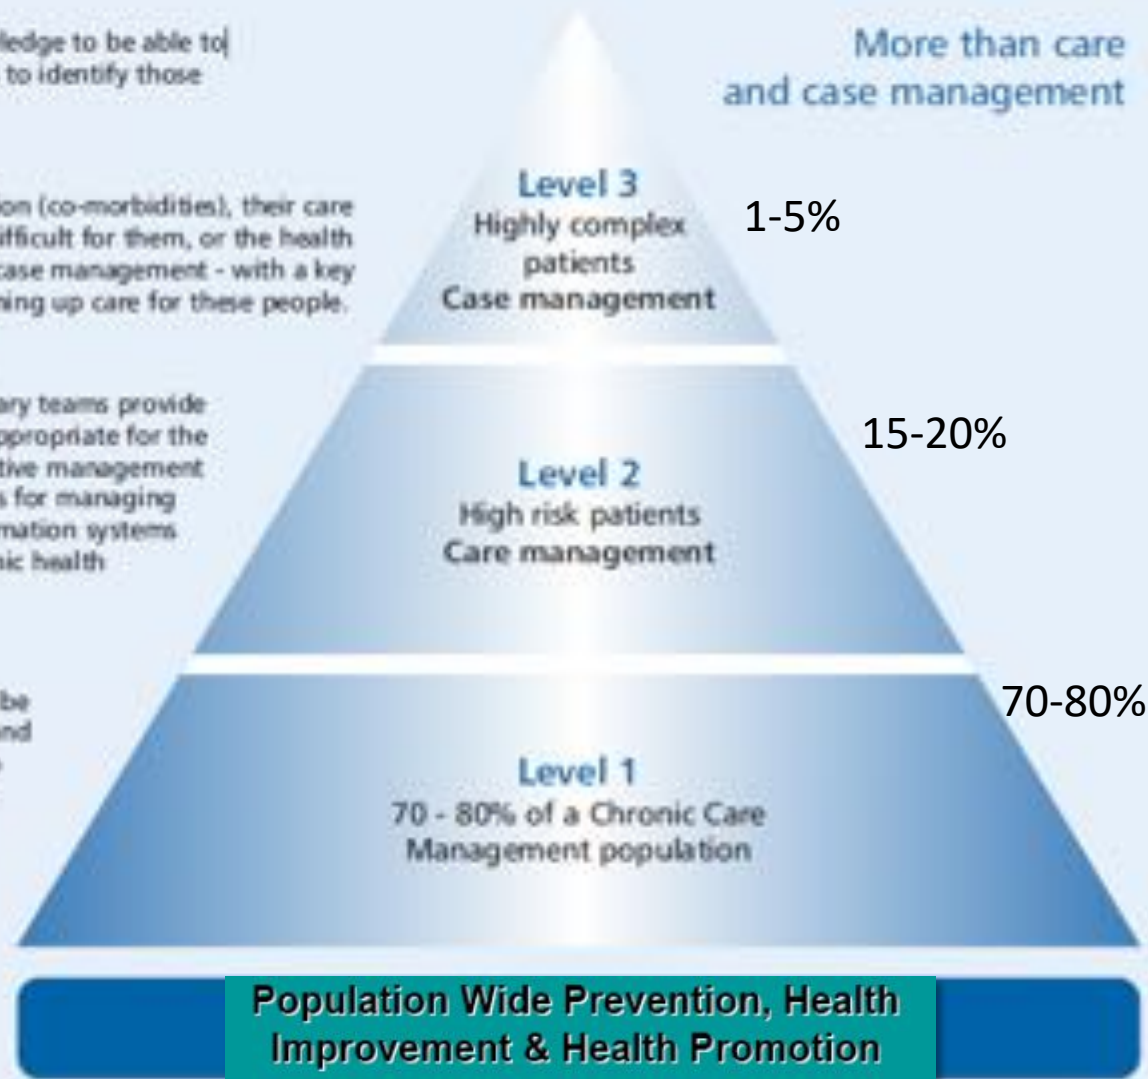 ledge to be able to
to identify those
More than care
and case management
on (co-morbidities), their care
ifficult for them, or the health
case management - with a key
ning up care for these people.
Level 3
Highly complex
patients
Case management
1-5%
ary teams provide
ppropriate for the
tive management
s for managing
rmation systems
nic health
Level 2
High risk patients
Care management
15-20%
be
nd
Level 1
70 - 80% of a Chronic Care
Management population
70-80%
Population Wide Prevention, Health
Improvement & Health Promotion